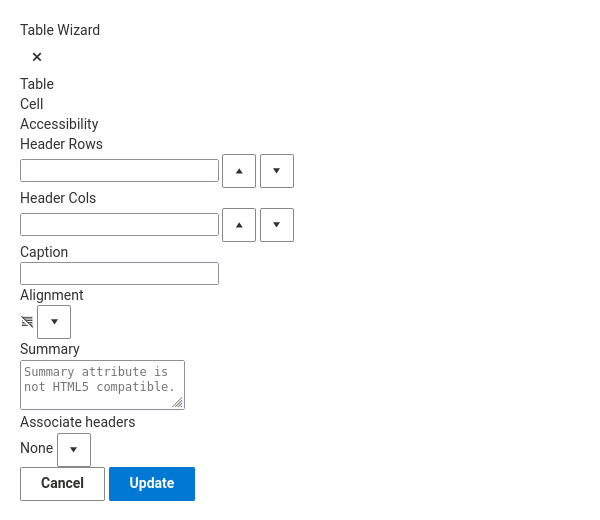 Table Wizard
Table
Cell
Accessibility
Header Rows
Header Cols
Caption
Alignment
Summary
Summary attribute is
not HTML5 compatible.
Associate headers
None
Cancel Update